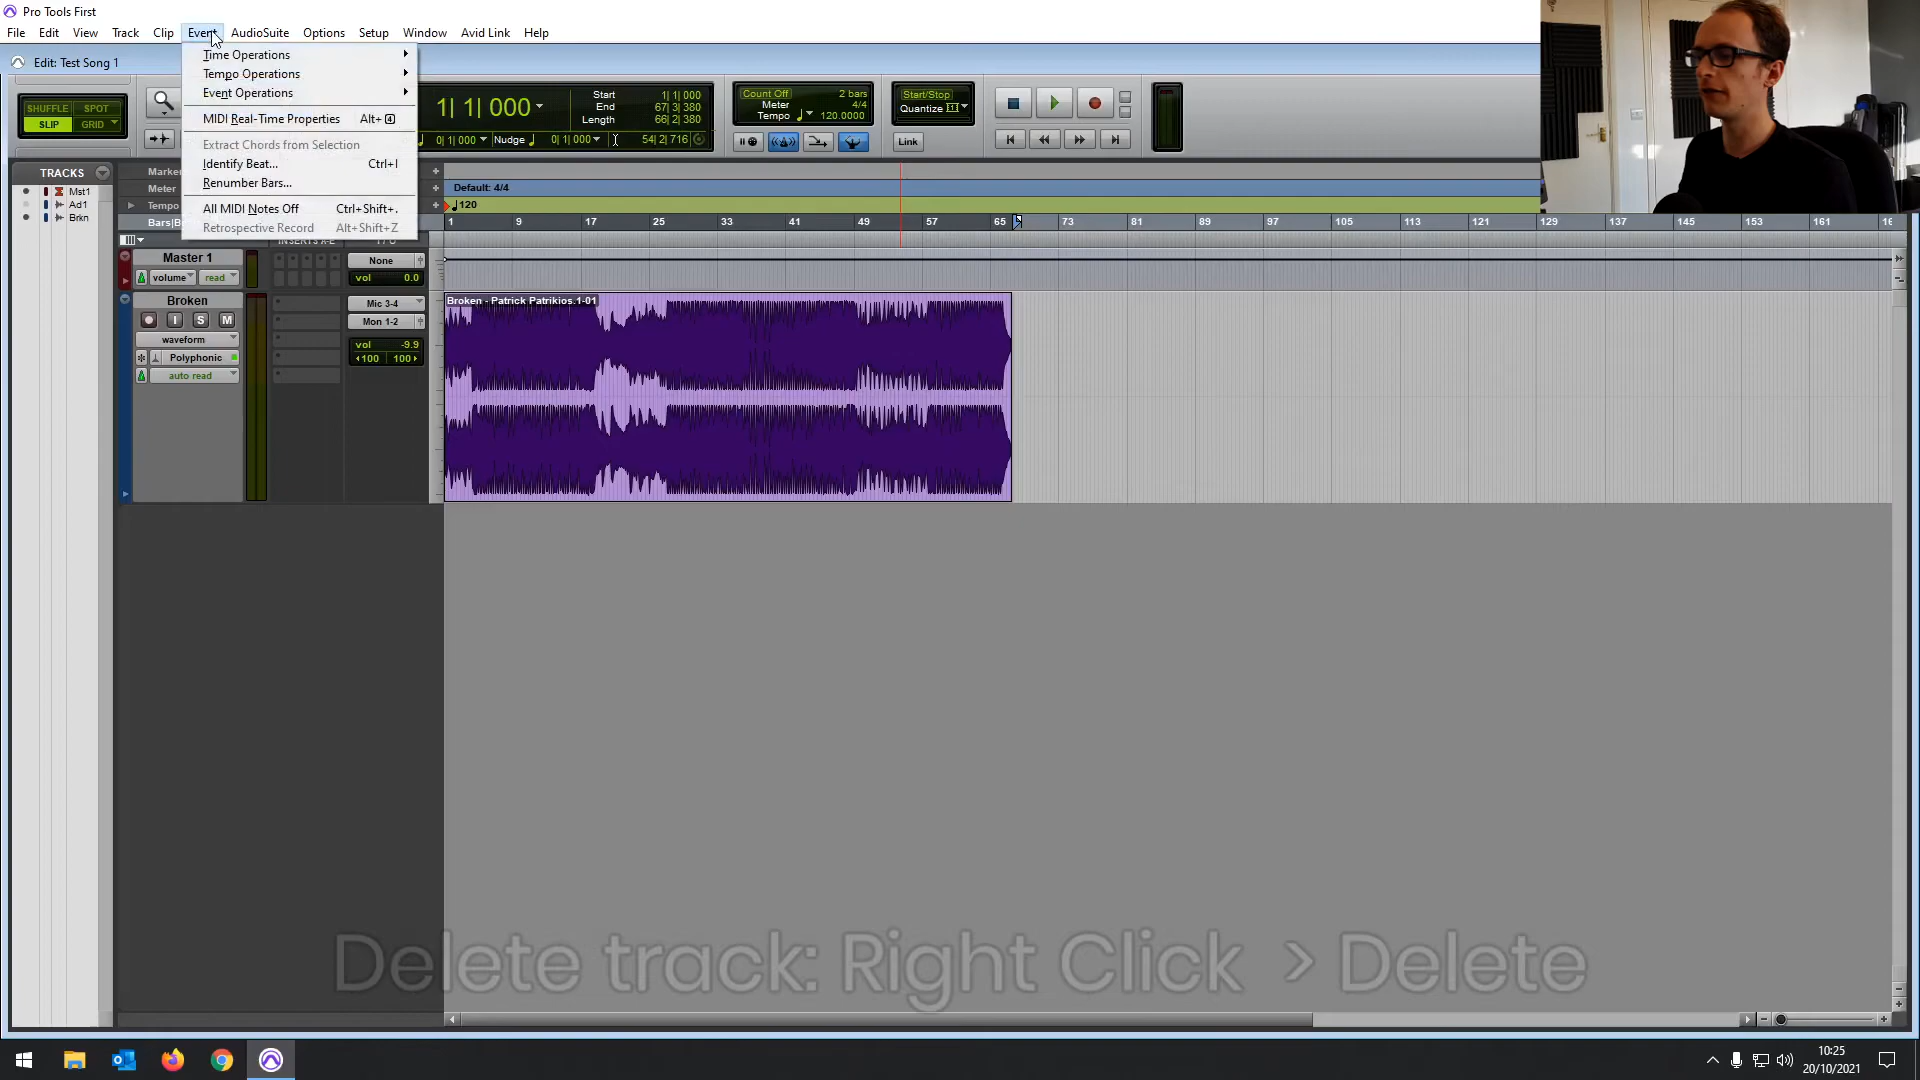 Pro Tools First
File Edit View Track Clip Event AudioSuite Options Setup Window Avid Link Help
Edit: Test Song 1
Time Operations
Tempo Operations
Event Operations
MIDI Real-Time Properties Alt+ 4
Extract Chords from Selection
Identify Beat... Ctrl+I
Renumber Bars...
All MIDI Notes Off Ctrl+Shift+.
Retrospective Record Alt+Shift+Z
SHUFFLE SPOT
SLIP GRID
1| 1| 000
Start 1| 1| 000
End 67| 3| 380
Length 66| 2| 380
0| 1| 000 Nudge 0| 1| 000 54| 2| 716
Count Off 2 bars
Meter 4/4
Tempo 120.0000
Start/Stop
Quantize
Link
TRACKS
Mst1
Ad1
Brkn
Marker
Meter Default: 4/4
Tempo 120
Bars|B 1 9 17 25 33 41 49 57 65 73 81 89 97 105 113 121 129 137 145 153 161 16
INSERTS A-E I / O
Master 1
volume read
None
vol 0.0
Broken
I S M
waveform
Polyphonic
auto read
Mic 3-4
Mon 1-2
vol -9.9
100 100
Broken - Patrick Patrikios.1-01
Delete track: Right Click > Delete
10:25
20/10/2021